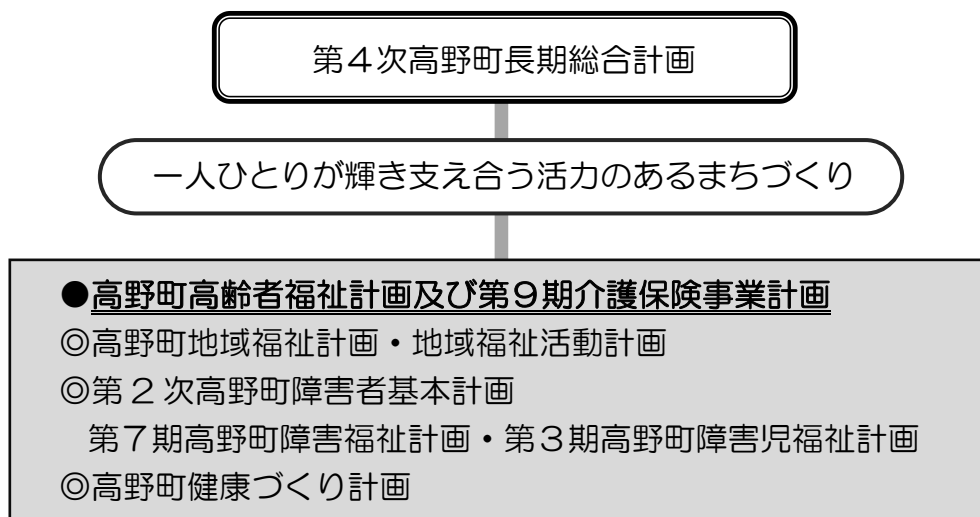 第４次高野町長期総合計画
一人ひとりが輝き支え合う活力のあるまちづくり
●高野町高齢者福祉計画及び第９期介護保険事業計画
◎高野町地域福祉計画・地域福祉活動計画
◎第２次高野町障害者基本計画
第７期高野町障害福祉計画・第３期高野町障害児福祉計画
◎高野町健康づくり計画